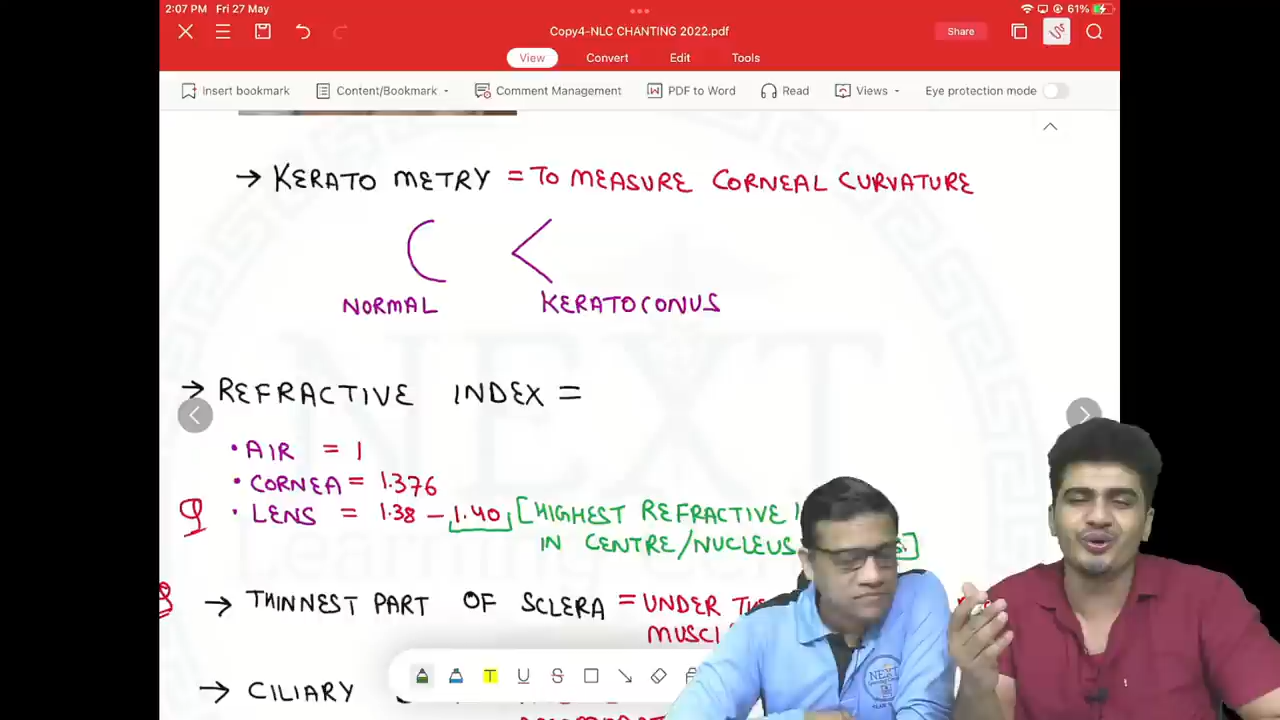 2:07 PM Fri 27 May
61%
Copy4-NLC CHANTING 2022.pdf
Share
View Convert Edit Tools
Insert bookmark Content/Bookmark Comment Management PDF to Word Read Views Eye protection mode
→ KERATO METRY = TO MEASURE CORNEAL CURVATURE
NORMAL KERATOCONUS
→ REFRACTIVE INDEX =
• AIR = 1
• CORNEA = 1.376
Q • LENS = 1.38 – 1.40 [HIGHEST REFRACTIVE
IN CENTRE/NUCLEUS
→ THINNEST PART OF SCLERA = UNDER
→ CILIARY
NEXT
Learning
NEXT